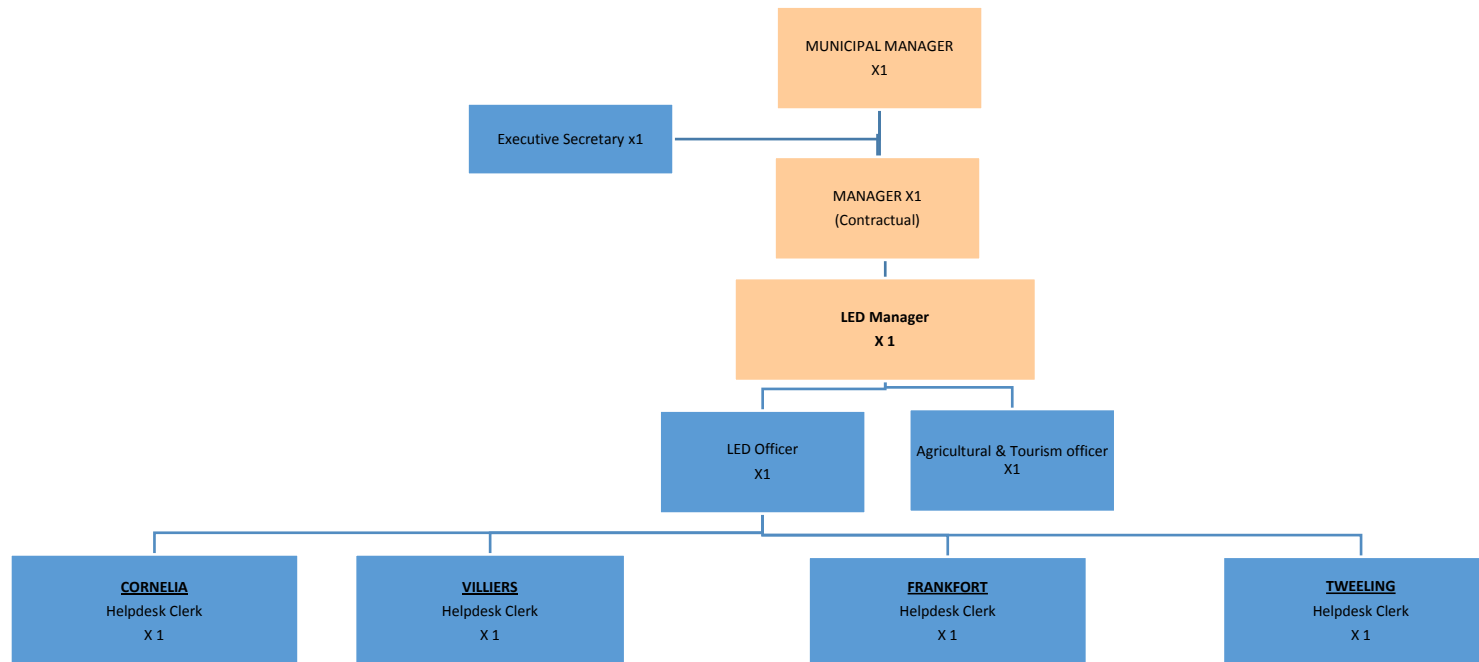 MUNICIPAL MANAGER
X1
Executive Secretary x1
MANAGER X1
(Contractual)
LED Manager
X 1
LED Officer
X1
Agricultural & Tourism officer
X1
CORNELIA
Helpdesk Clerk
X 1
VILLIERS
Helpdesk Clerk
X 1
FRANKFORT
Helpdesk Clerk
X 1
TWEELING
Helpdesk Clerk
X 1